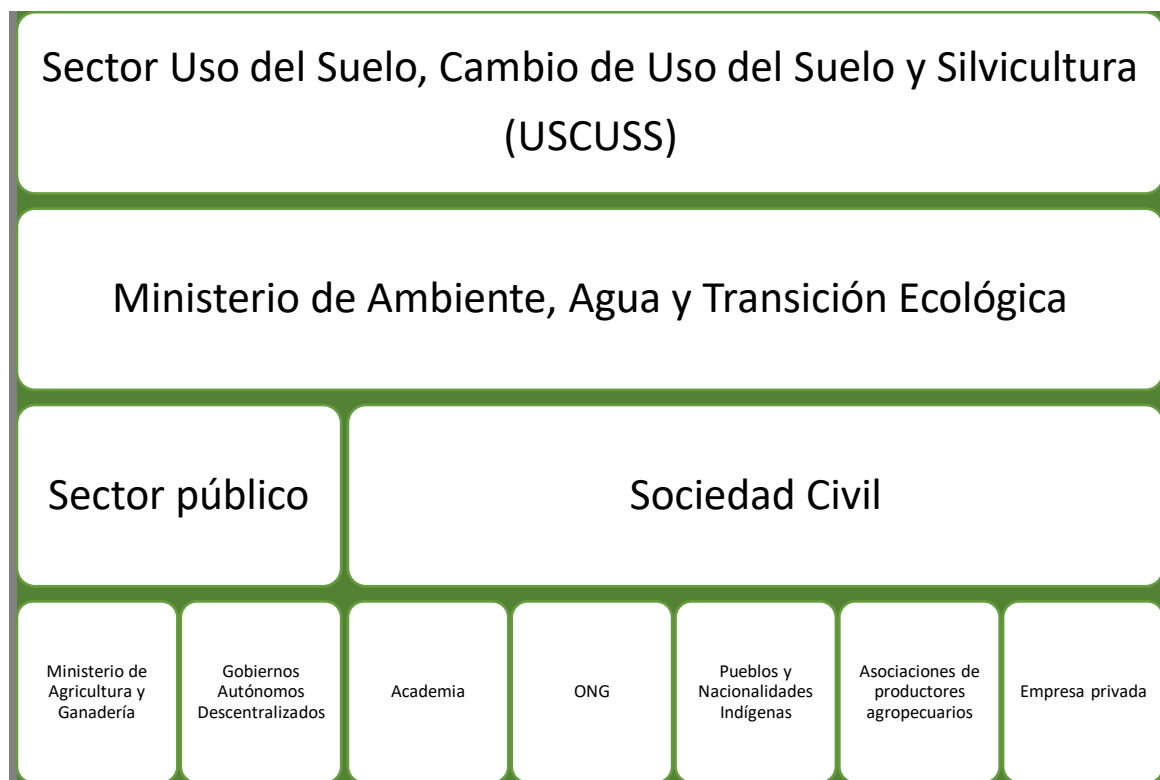 Sector Uso del Suelo, Cambio de Uso del Suelo y Silvicultura
(USCUSS)
Ministerio de Ambiente, Agua y Transición Ecológica
Sector público
Sociedad Civil
Ministerio de
Agricultura y
Ganadería
Gobiernos
Autónomos
Descentralizados
Academia
ONG
Pueblos y
Nacionalidades
Indígenas
Asociaciones de
productores
agropecuarios
Empresa privada